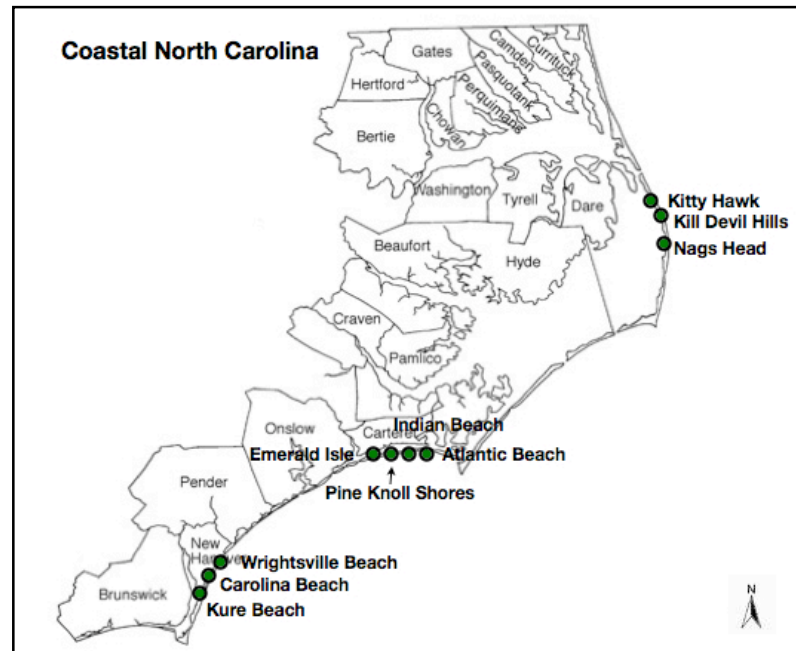 Coastal North Carolina
Gates
Camden
Currituck
Pasquotank
Perquimans
Hertford
Chowan
Bertie
Washington
Tyrell
Dare
Kitty Hawk
Kill Devil Hills
Nags Head
Beaufort
Hyde
Craven
Pamlico
Onslow
Carteret
Indian Beach
Emerald Isle
Atlantic Beach
Pine Knoll Shores
Pender
New
Hanover
Wrightsville Beach
Carolina Beach
Brunswick
Kure Beach
N